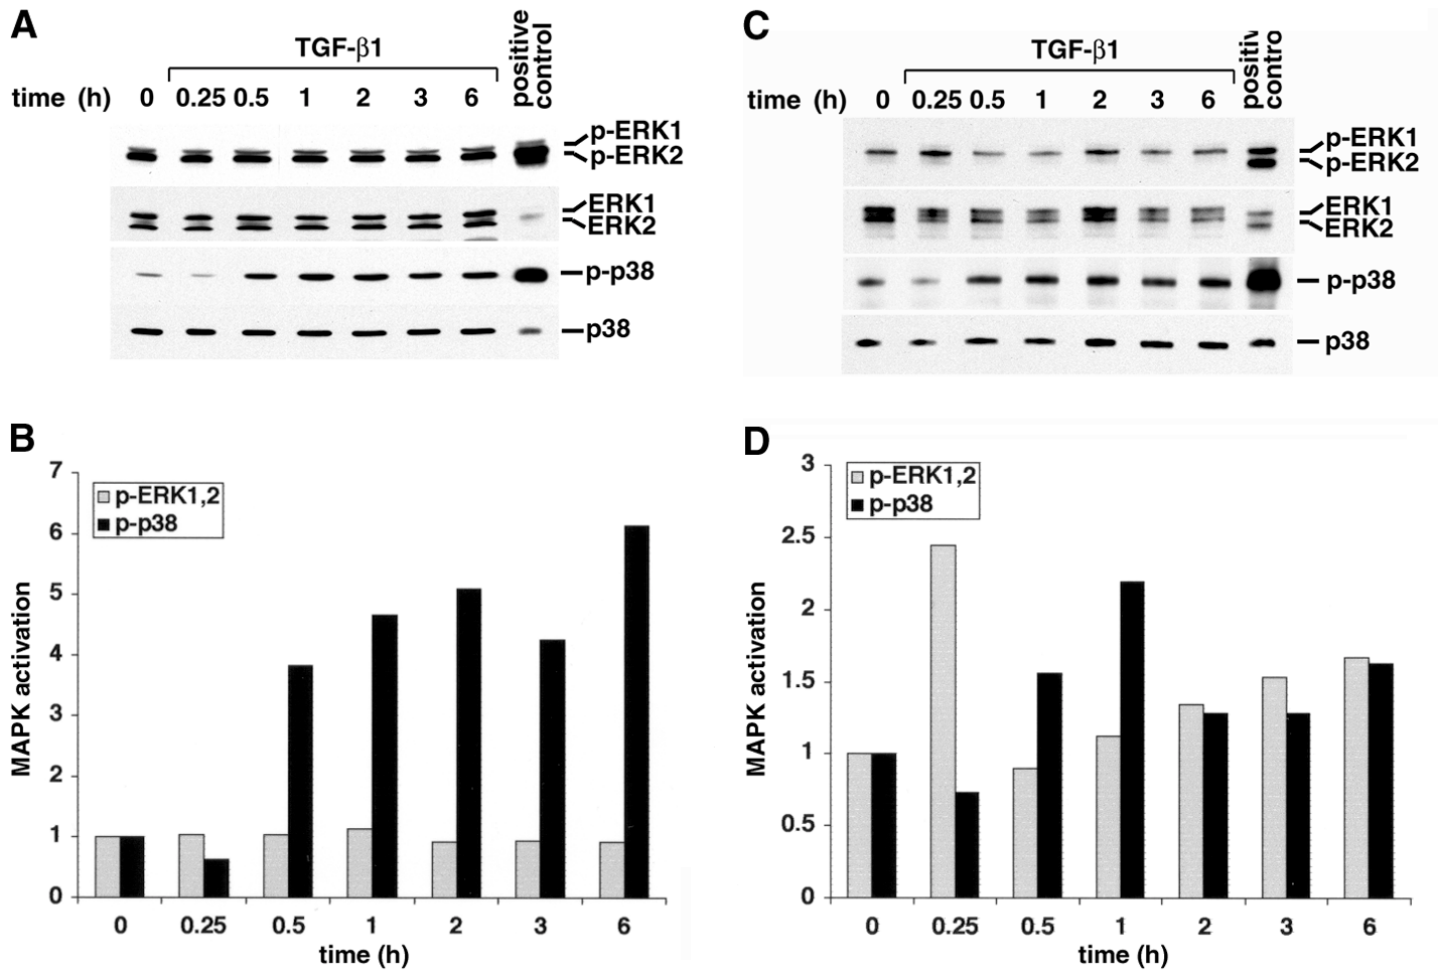 A
TGF-β1
positive
control
time (h) 0 0.25 0.5 1 2 3 6
p-ERK1
p-ERK2
ERK1
ERK2
p-p38
p38
C
TGF-β1
positiv
contro
time (h) 0 0.25 0.5 1 2 3 6
p-ERK1
p-ERK2
ERK1
ERK2
p-p38
p38
B
7
6
5
4
3
2
1
0
p-ERK1,2
p-p38
MAPK activation
0 0.25 0.5 1 2 3 6
time (h)
D
3
2.5
2
1.5
1
0.5
0
p-ERK1,2
p-p38
MAPK activation
0 0.25 0.5 1 2 3 6
time (h)